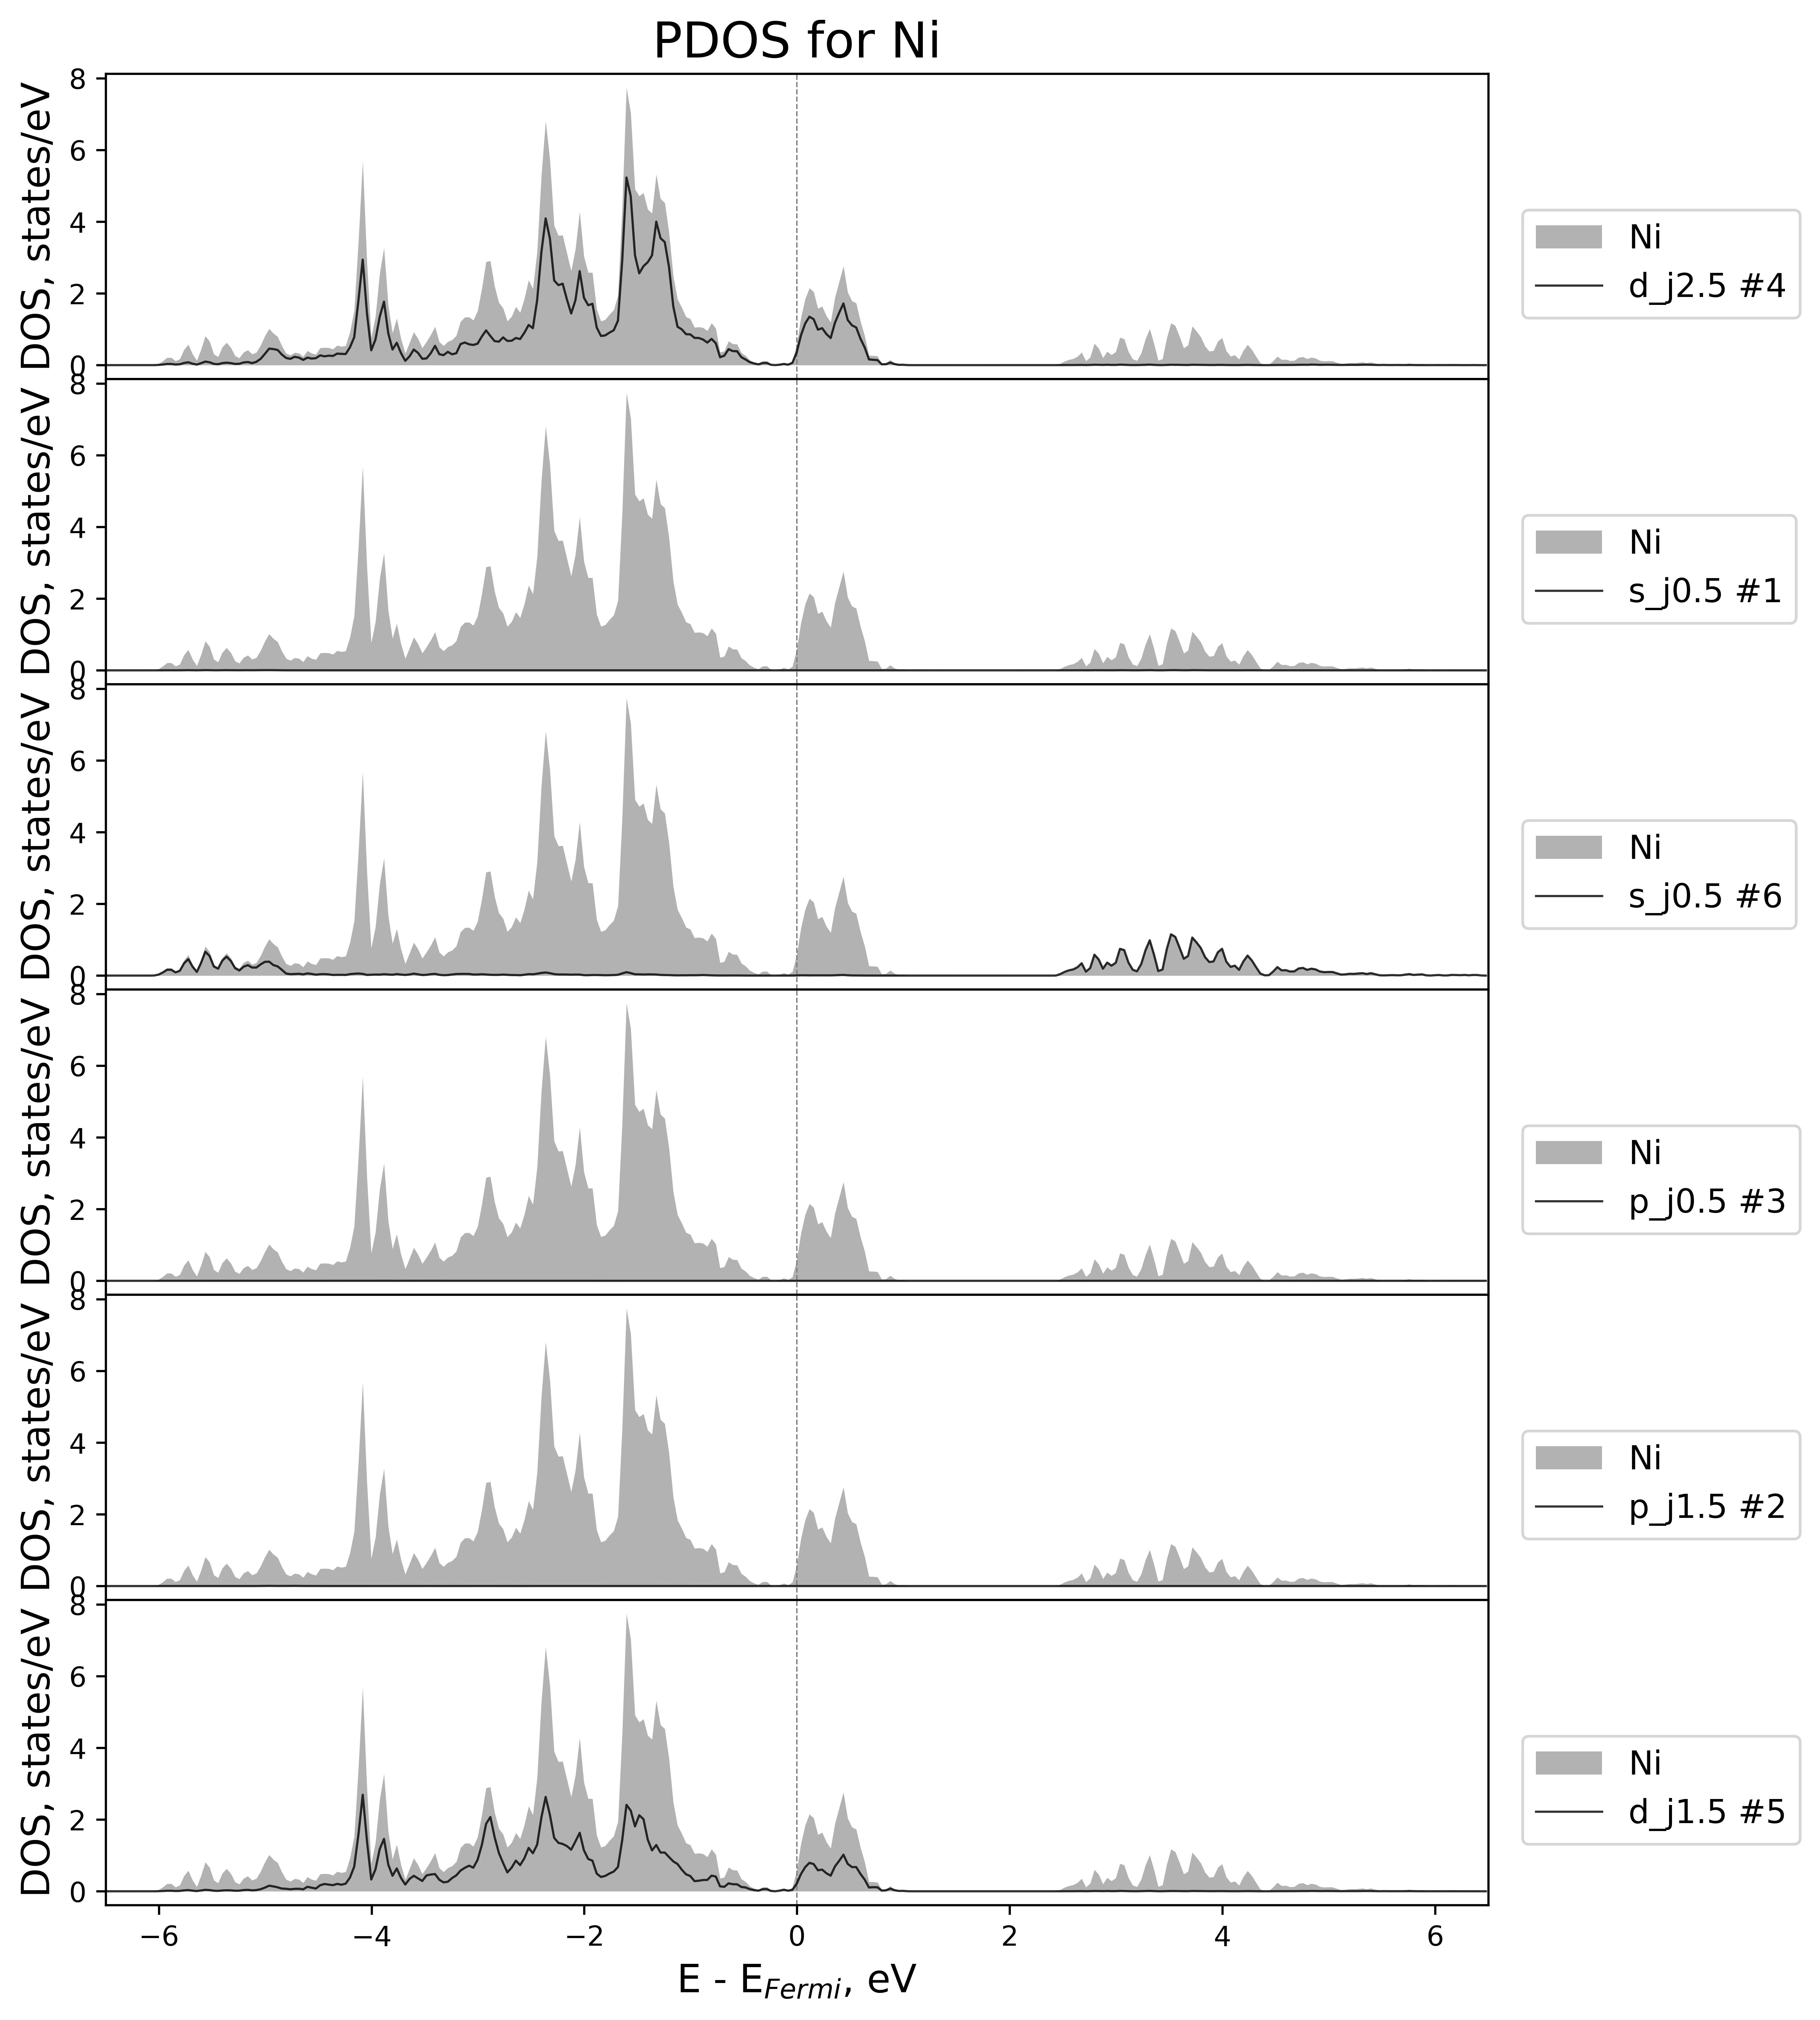 PDOS for Ni
DOS, states/eV
8
6
4
2
0
Ni
d_j2.5 #4
DOS, states/eV
8
6
4
2
0
Ni
s_j0.5 #1
DOS, states/eV
8
6
4
2
0
Ni
s_j0.5 #6
DOS, states/eV
8
6
4
2
0
Ni
p_j0.5 #3
DOS, states/eV
8
6
4
2
0
Ni
p_j1.5 #2
DOS, states/eV
8
6
4
2
0
Ni
d_j1.5 #5
−6 −4 −2 0 2 4 6
E - E_Fermi, eV